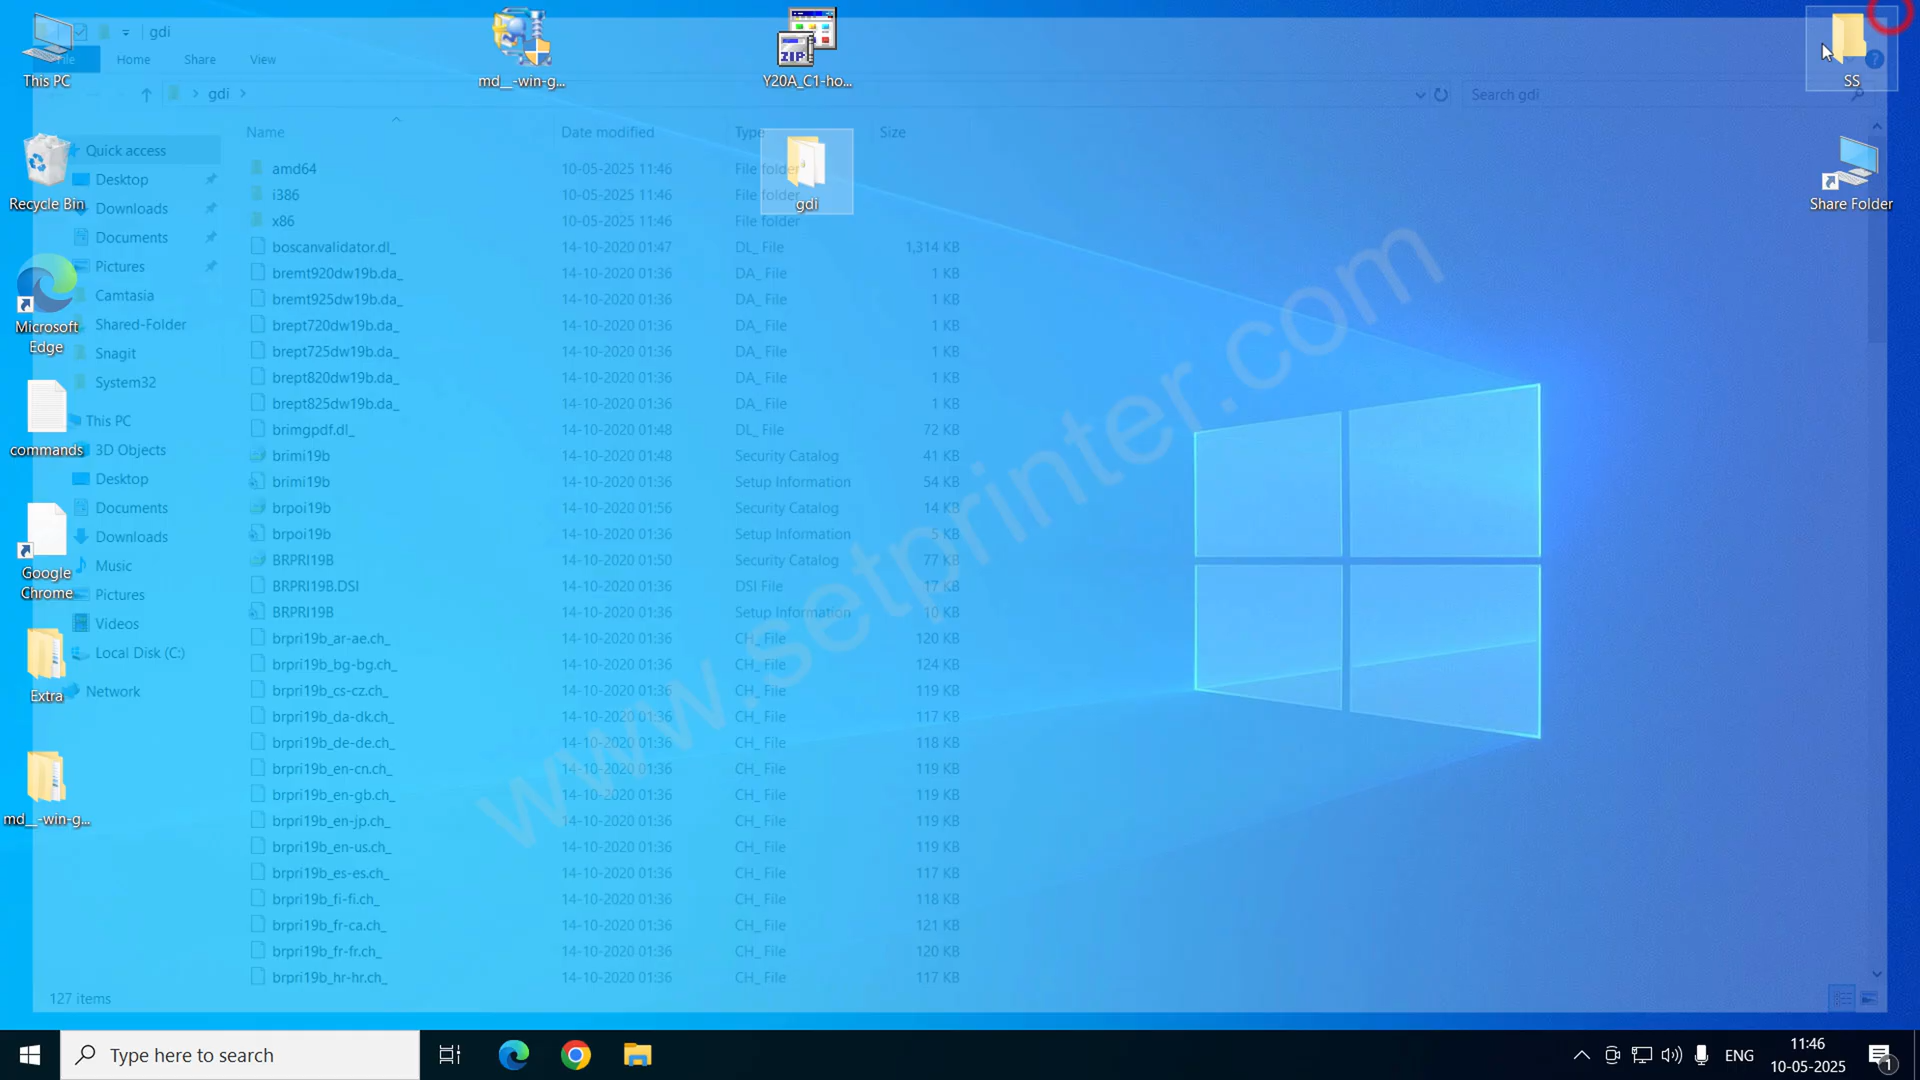 gdi
File Home Share View
gdi
Search gdi
Name Date modified Type Size
Quick access
Desktop
Downloads
Documents
Pictures
Camtasia
Shared-Folder
Snagit
System32
This PC
3D Objects
Desktop
Documents
Downloads
Music
Pictures
Videos
Local Disk (C:)
Network
amd64 10-05-2025 11:46 File folder
i386 10-05-2025 11:46 File folder
x86 10-05-2025 11:46 File folder
boscanvalidator.dl_ 14-10-2020 01:47 DL_ File 1,314 KB
bremt920dw19b.da_ 14-10-2020 01:36 DA_ File 1 KB
bremt925dw19b.da_ 14-10-2020 01:36 DA_ File 1 KB
brept720dw19b.da_ 14-10-2020 01:36 DA_ File 1 KB
brept725dw19b.da_ 14-10-2020 01:36 DA_ File 1 KB
brept820dw19b.da_ 14-10-2020 01:36 DA_ File 1 KB
brept825dw19b.da_ 14-10-2020 01:36 DA_ File 1 KB
brimgpdf.dl_ 14-10-2020 01:48 DL_ File 72 KB
brimi19b 14-10-2020 01:48 Security Catalog 41 KB
brimi19b 14-10-2020 01:36 Setup Information 54 KB
brpoi19b 14-10-2020 01:56 Security Catalog 14 KB
brpoi19b 14-10-2020 01:36 Setup Information 5 KB
BRPRI19B 14-10-2020 01:50 Security Catalog 77 KB
BRPRI19B.DSI 14-10-2020 01:36 DSI File 17 KB
BRPRI19B 14-10-2020 01:36 Setup Information 10 KB
brpri19b_ar-ae.ch_ 14-10-2020 01:36 CH_ File 120 KB
brpri19b_bg-bg.ch_ 14-10-2020 01:36 CH_ File 124 KB
brpri19b_cs-cz.ch_ 14-10-2020 01:36 CH_ File 119 KB
brpri19b_da-dk.ch_ 14-10-2020 01:36 CH_ File 117 KB
brpri19b_de-de.ch_ 14-10-2020 01:36 CH_ File 118 KB
brpri19b_en-cn.ch_ 14-10-2020 01:36 CH_ File 119 KB
brpri19b_en-gb.ch_ 14-10-2020 01:36 CH_ File 119 KB
brpri19b_en-jp.ch_ 14-10-2020 01:36 CH_ File 119 KB
brpri19b_en-us.ch_ 14-10-2020 01:36 CH_ File 119 KB
brpri19b_es-es.ch_ 14-10-2020 01:36 CH_ File 117 KB
brpri19b_fi-fi.ch_ 14-10-2020 01:36 CH_ File 118 KB
brpri19b_fr-ca.ch_ 14-10-2020 01:36 CH_ File 121 KB
brpri19b_fr-fr.ch_ 14-10-2020 01:36 CH_ File 120 KB
brpri19b_hr-hr.ch_ 14-10-2020 01:36 CH_ File 117 KB
127 items
This PC
Recycle Bin
Microsoft
Edge
commands
Google
Chrome
Extra
md__-win-g...
md__-win-g...
ZIP
Y20A_C1-ho...
gdi
SS
Share Folder
www.setprinter.com
Type here to search
ENG
11:46
10-05-2025
1